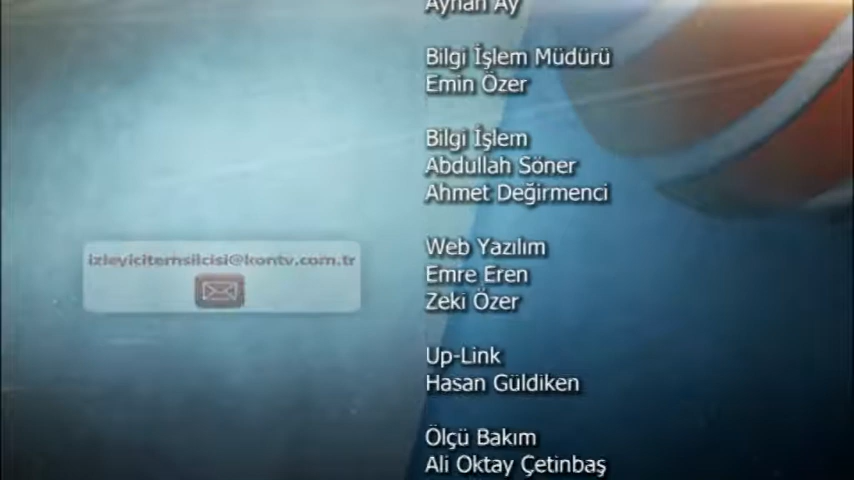 Ayhan Ay
Bilgi İşlem Müdürü
Emin Özer
Bilgi İşlem
Abdullah Söner
Ahmet Değirmenci
izleyicitemsilcisi@kontv.com.tr
Web Yazılım
Emre Eren
Zeki Özer
Up-Link
Hasan Güldiken
Ölçü Bakım
Ali Oktay Çetinbaş